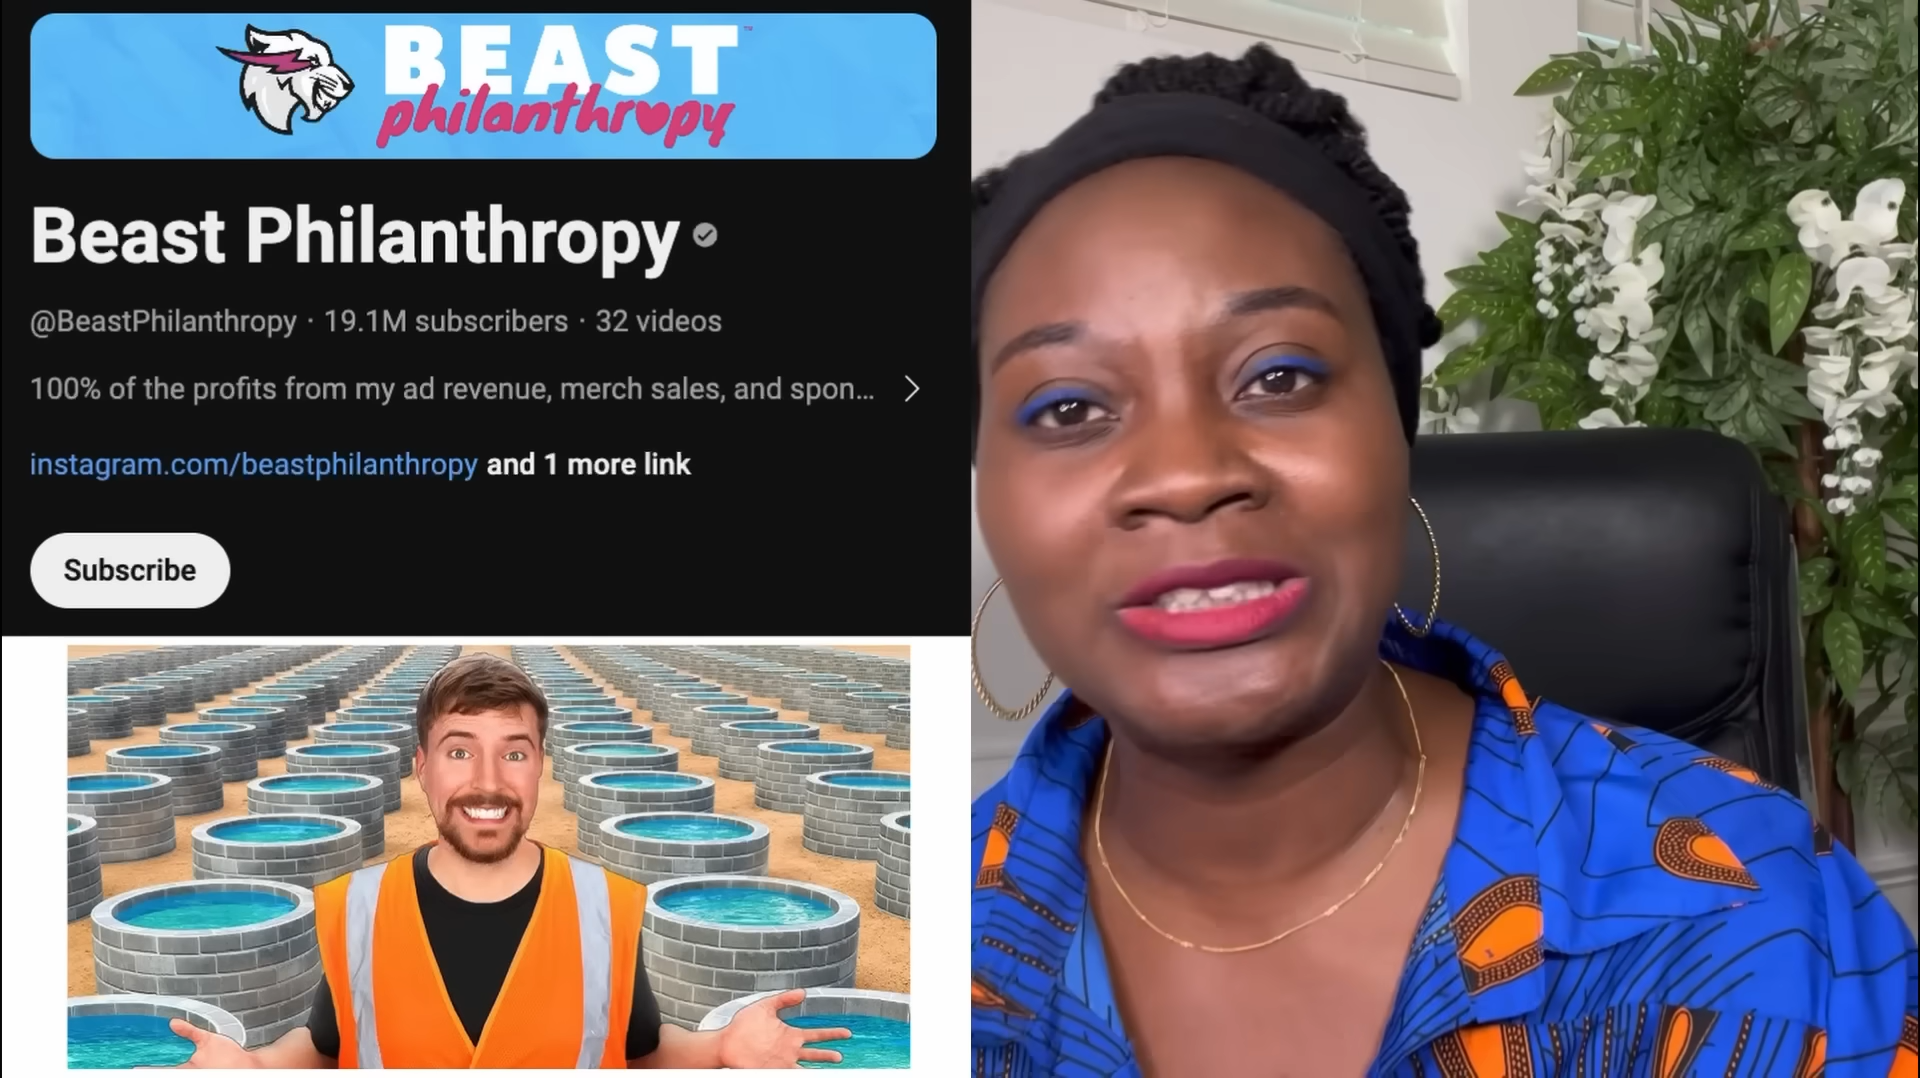 BEAST™
philanthropy
Beast Philanthropy
@BeastPhilanthropy · 19.1M subscribers · 32 videos
100% of the profits from my ad revenue, merch sales, and spon...
instagram.com/beastphilanthropy and 1 more link
Subscribe